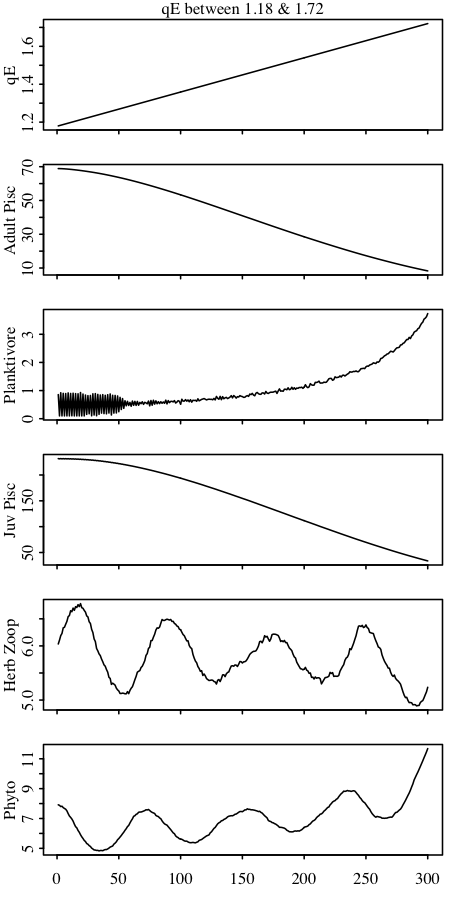 qE between 1.18 & 1.72
qE
1.2 1.4 1.6
Adult Pisc
10 30 50 70
Planktivore
0 1 2 3
Juv Pisc
50 150
Herb Zoop
5.0 6.0
Phyto
5 7 9 11
0 50 100 150 200 250 300